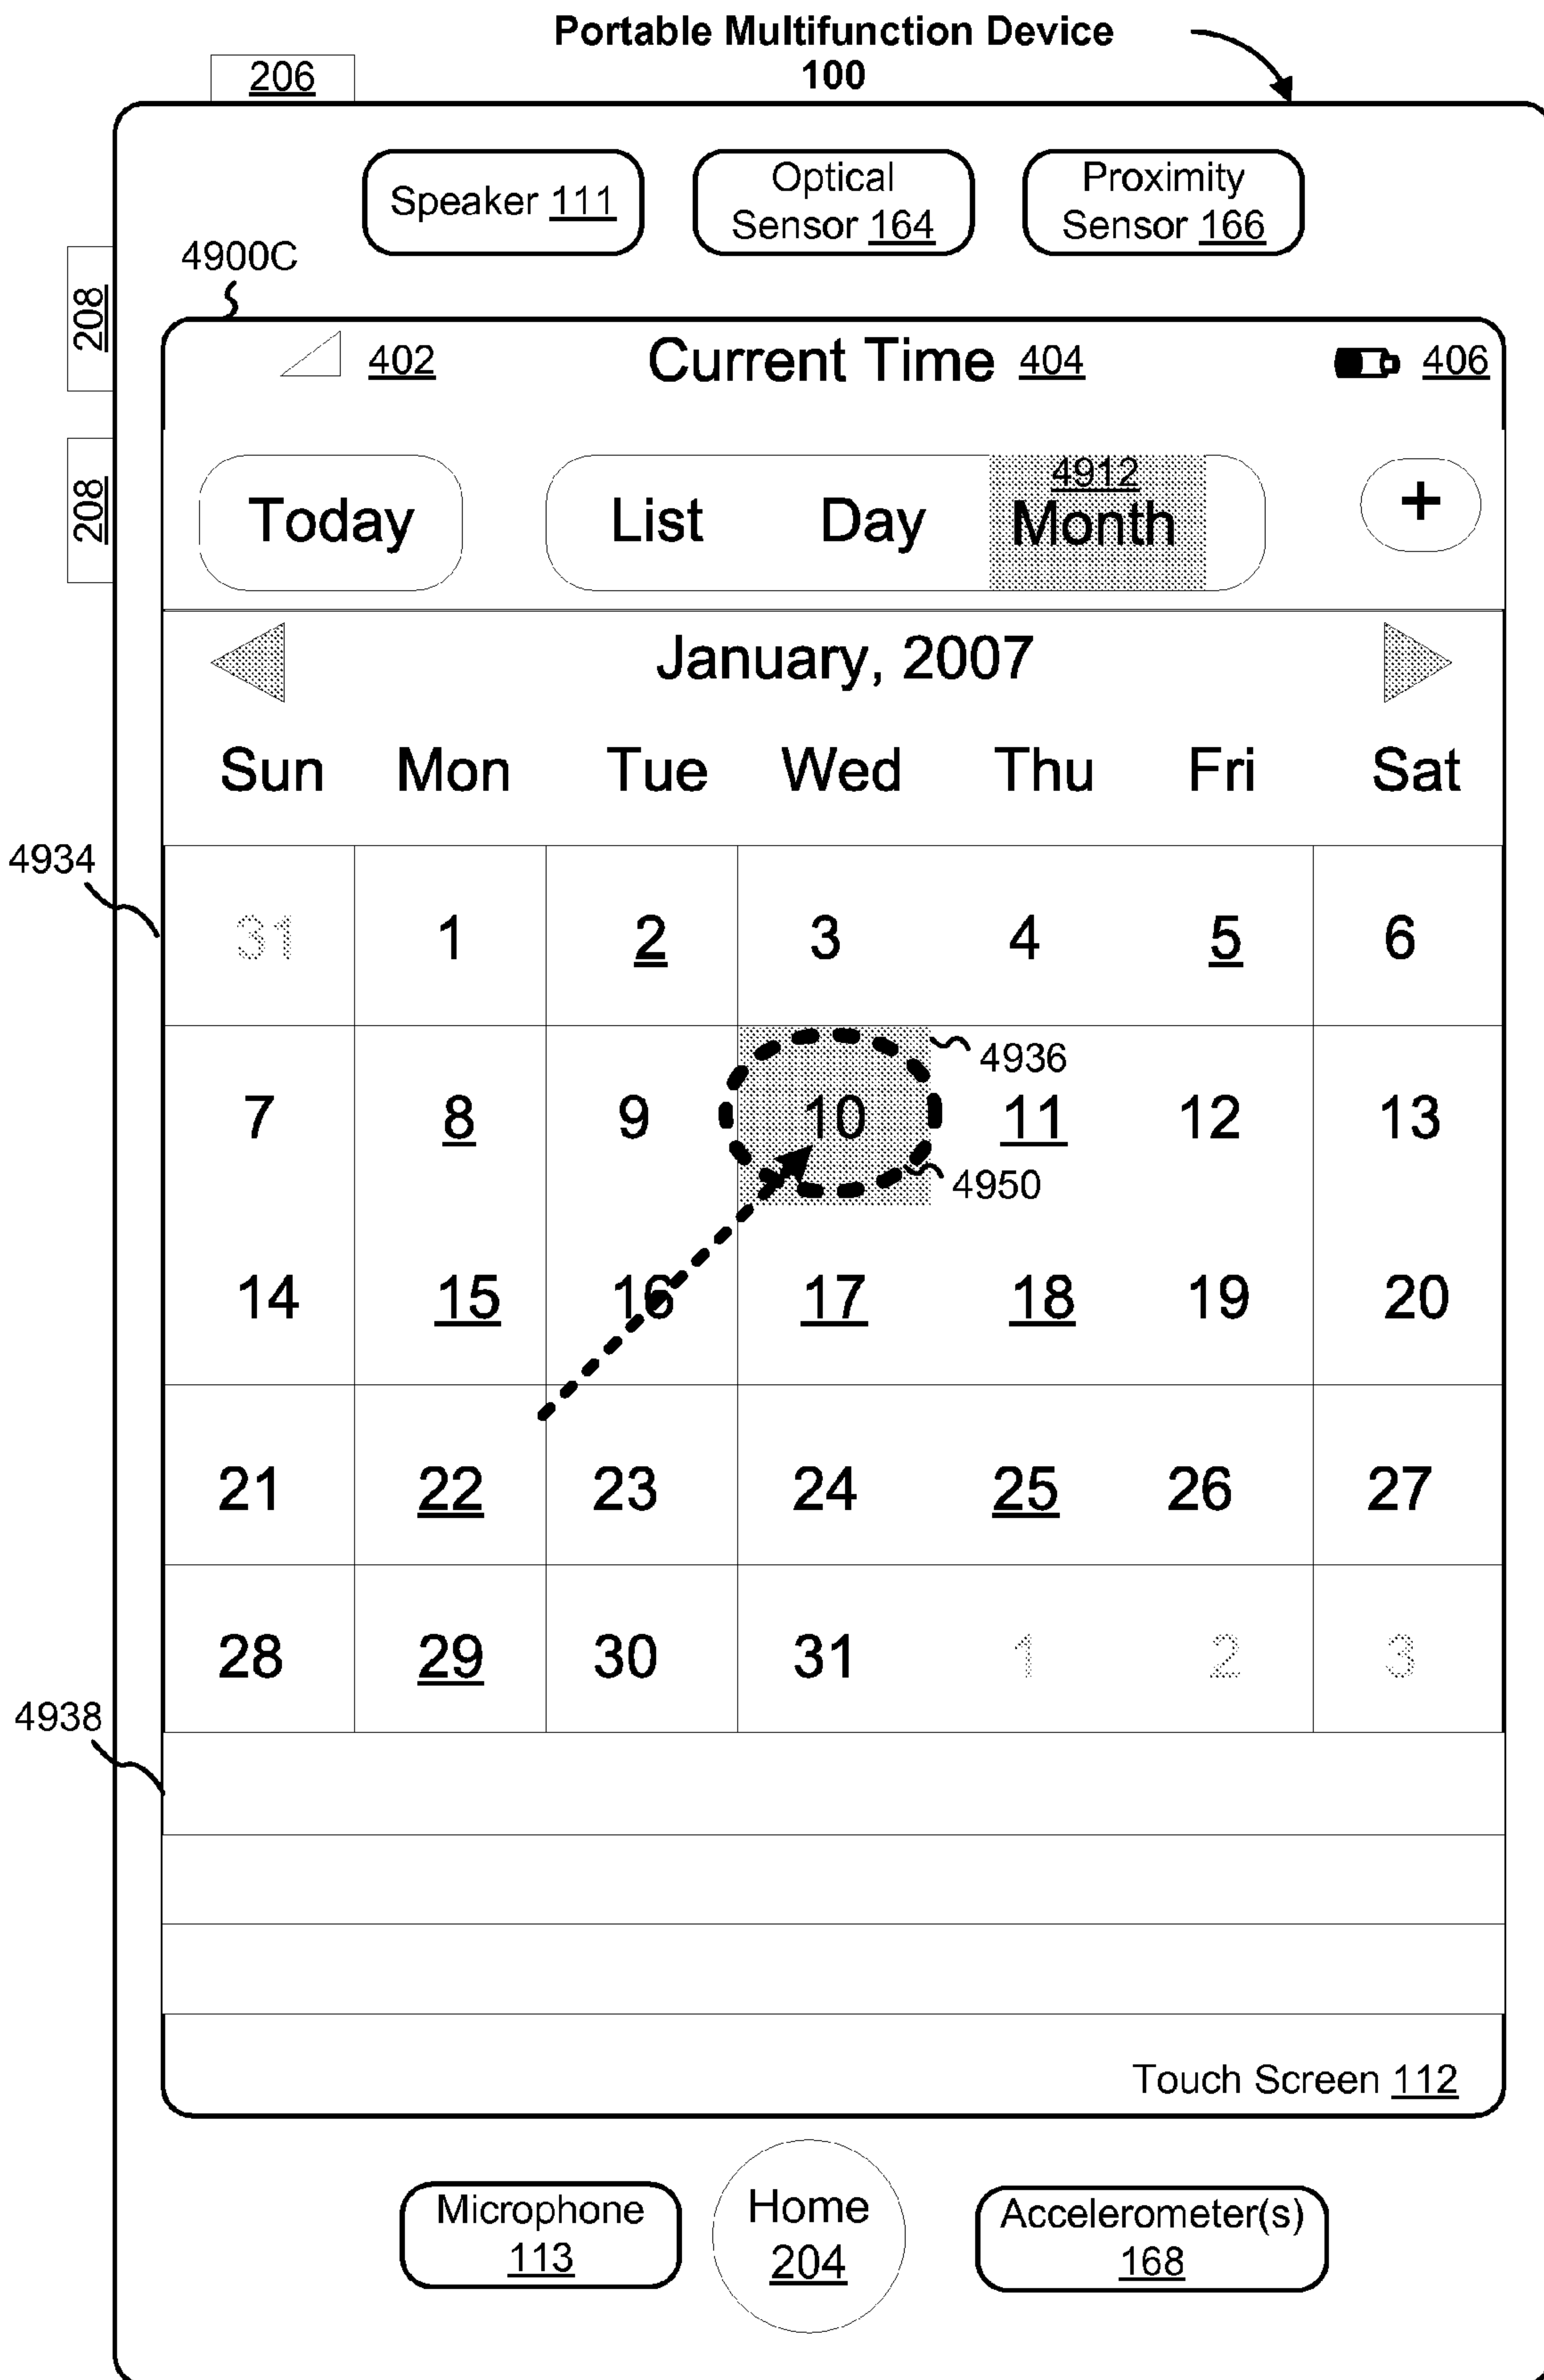 Portable Multifunction Device
100
206
Speaker 111
Optical
Sensor 164
Proximity
Sensor 166
4900C
208
402
Current Time 404
406
208
Today
List
Day
4912
Month
+
January, 2007
Sun Mon Tue Wed Thu Fri Sat
4934
31 1 2 3 4 5 6
4936
7 8 9 10 11 12 13
4950
14 15 16 17 18 19 20
21 22 23 24 25 26 27
28 29 30 31 1 2 3
4938
Touch Screen 112
Microphone
113
Home
204
Accelerometer(s)
168